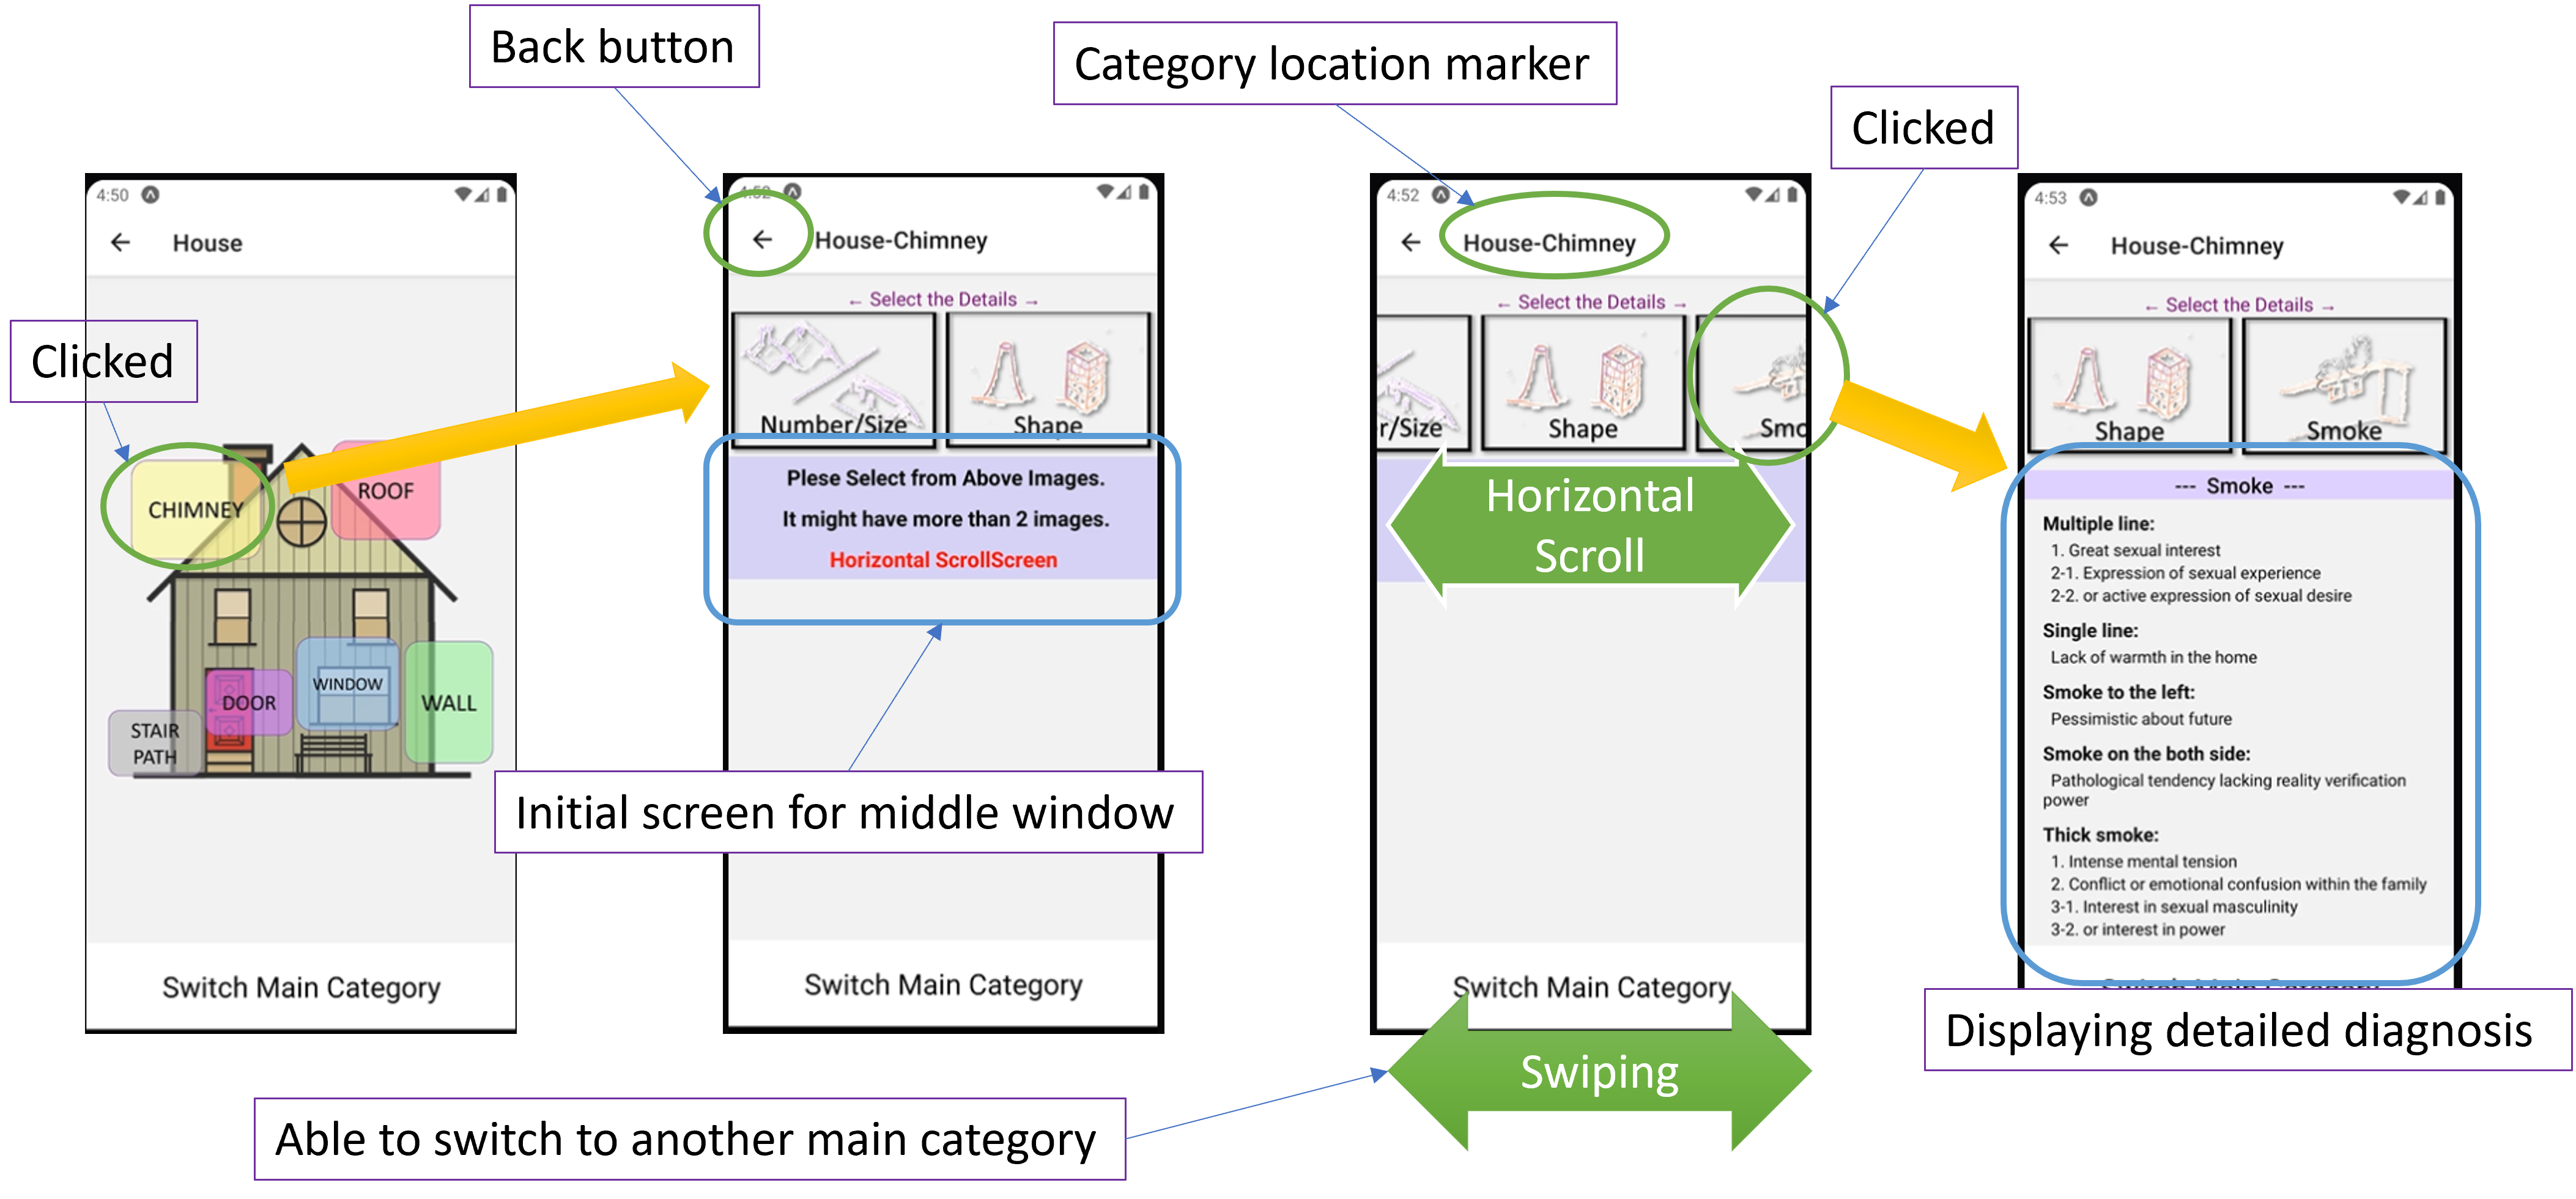 Back button
Category location marker
Clicked
Clicked
4:50
House
CHIMNEY
ROOF
WINDOW
DOOR
WALL
STAIR
PATH
Switch Main Category
4:52
House-Chimney
← Select the Details →
Number/Size
Shape
Plese Select from Above Images.
It might have more than 2 images.
Horizontal ScrollScreen
Initial screen for middle window
Switch Main Category
4:52
House-Chimney
← Select the Details →
r/Size
Shape
Smo
Horizontal
Scroll
Switch Main Category
Swiping
Able to switch to another main category
4:53
House-Chimney
← Select the Details →
Shape
Smoke
--- Smoke ---
Multiple line:
1. Great sexual interest
2-1. Expression of sexual experience
2-2. or active expression of sexual desire
Single line:
Lack of warmth in the home
Smoke to the left:
Pessimistic about future
Smoke on the both side:
Pathological tendency lacking reality verification
power
Thick smoke:
1. Intense mental tension
2. Conflict or emotional confusion within the family
3-1. Interest in sexual masculinity
3-2. or interest in power
Switch Main Category
Displaying detailed diagnosis